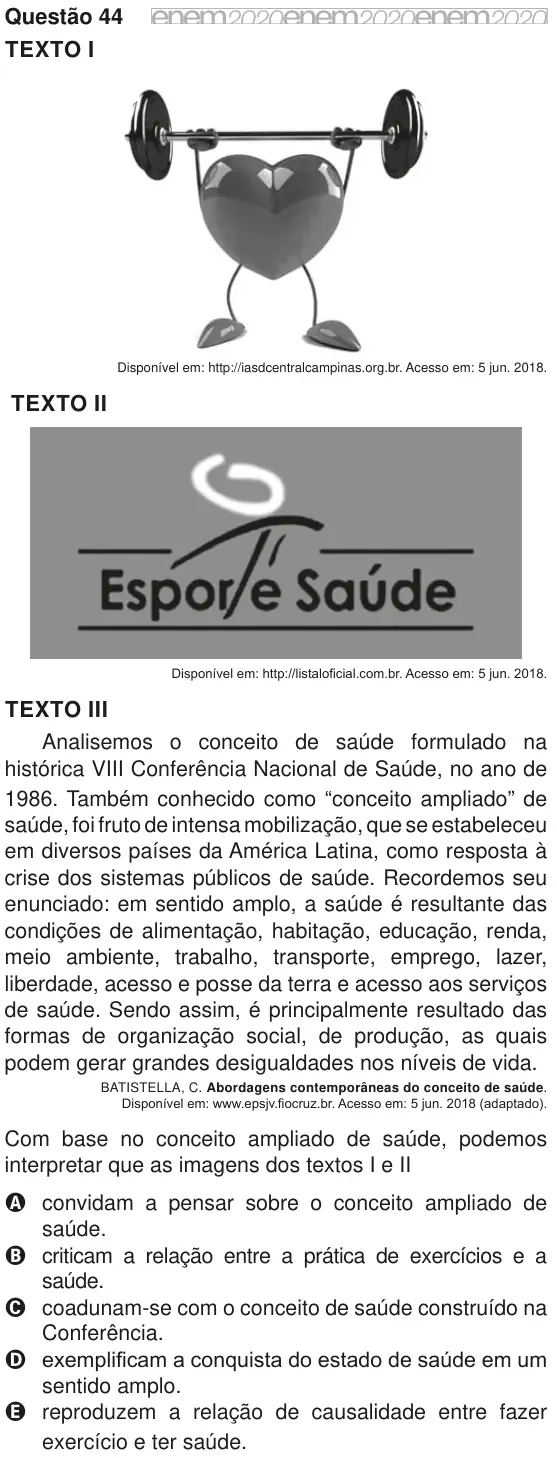 Questão 44 enem2020enem2020enem2020
TEXTO I
Disponível em: http://iasdcentralcampinas.org.br. Acesso em: 5 jun. 2018.
TEXTO II
Esporte Saúde
Disponível em: http://listaloficial.com.br. Acesso em: 5 jun. 2018.
TEXTO III
Analisemos o conceito de saúde formulado na
histórica VIII Conferência Nacional de Saúde, no ano de
1986. Também conhecido como “conceito ampliado” de
saúde, foi fruto de intensa mobilização, que se estabeleceu
em diversos países da América Latina, como resposta à
crise dos sistemas públicos de saúde. Recordemos seu
enunciado: em sentido amplo, a saúde é resultante das
condições de alimentação, habitação, educação, renda,
meio ambiente, trabalho, transporte, emprego, lazer,
liberdade, acesso e posse da terra e acesso aos serviços
de saúde. Sendo assim, é principalmente resultado das
formas de organização social, de produção, as quais
podem gerar grandes desigualdades nos níveis de vida.
BATISTELLA, C. Abordagens contemporâneas do conceito de saúde.
Disponível em: www.epsjv.fiocruz.br. Acesso em: 5 jun. 2018 (adaptado).
Com base no conceito ampliado de saúde, podemos
interpretar que as imagens dos textos I e II
A convidam a pensar sobre o conceito ampliado de
saúde.
B criticam a relação entre a prática de exercícios e a
saúde.
C coadunam-se com o conceito de saúde construído na
Conferência.
D exemplificam a conquista do estado de saúde em um
sentido amplo.
E reproduzem a relação de causalidade entre fazer
exercício e ter saúde.